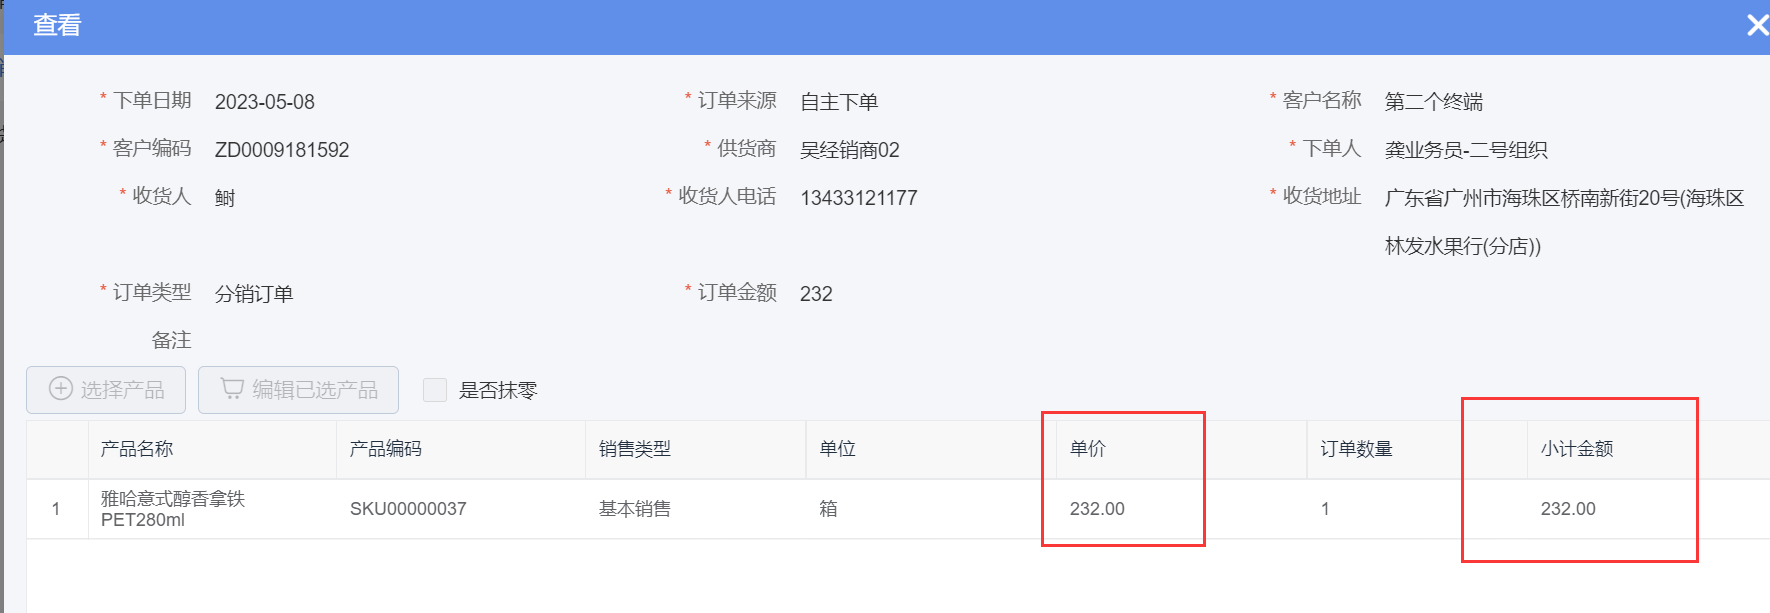 查看
* 下单日期 2023-05-08 * 订单来源 自主下单 * 客户名称 第二个终端
* 客户编码 ZD0009181592 * 供货商 吴经销商02 * 下单人 龚业务员-二号组织
* 收货人 鲥 * 收货人电话 13433121177 * 收货地址 广东省广州市海珠区桥南新街20号(海珠区
林发水果行(分店))
* 订单类型 分销订单 * 订单金额 232
备注
选择产品 编辑已选产品 是否抹零
产品名称 产品编码 销售类型 单位 单价 订单数量 小计金额
1 雅哈意式醇香拿铁 SKU00000037 基本销售 箱 232.00 1 232.00
PET280ml